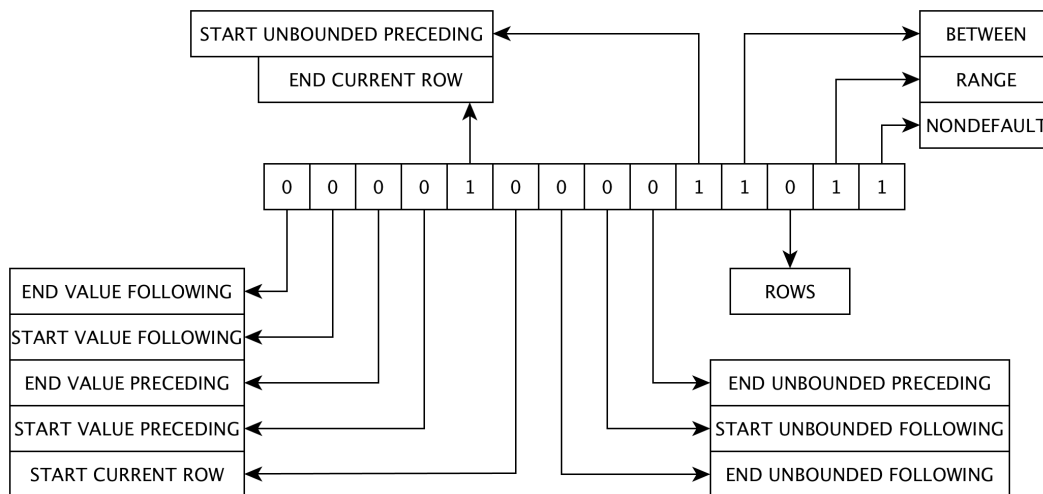 START UNBOUNDED PRECEDING
END CURRENT ROW
BETWEEN
RANGE
NONDEFAULT
0 0 0 0 1 0 0 0 0 1 1 0 1 1
END VALUE FOLLOWING
START VALUE FOLLOWING
END VALUE PRECEDING
START VALUE PRECEDING
START CURRENT ROW
ROWS
END UNBOUNDED PRECEDING
START UNBOUNDED FOLLOWING
END UNBOUNDED FOLLOWING